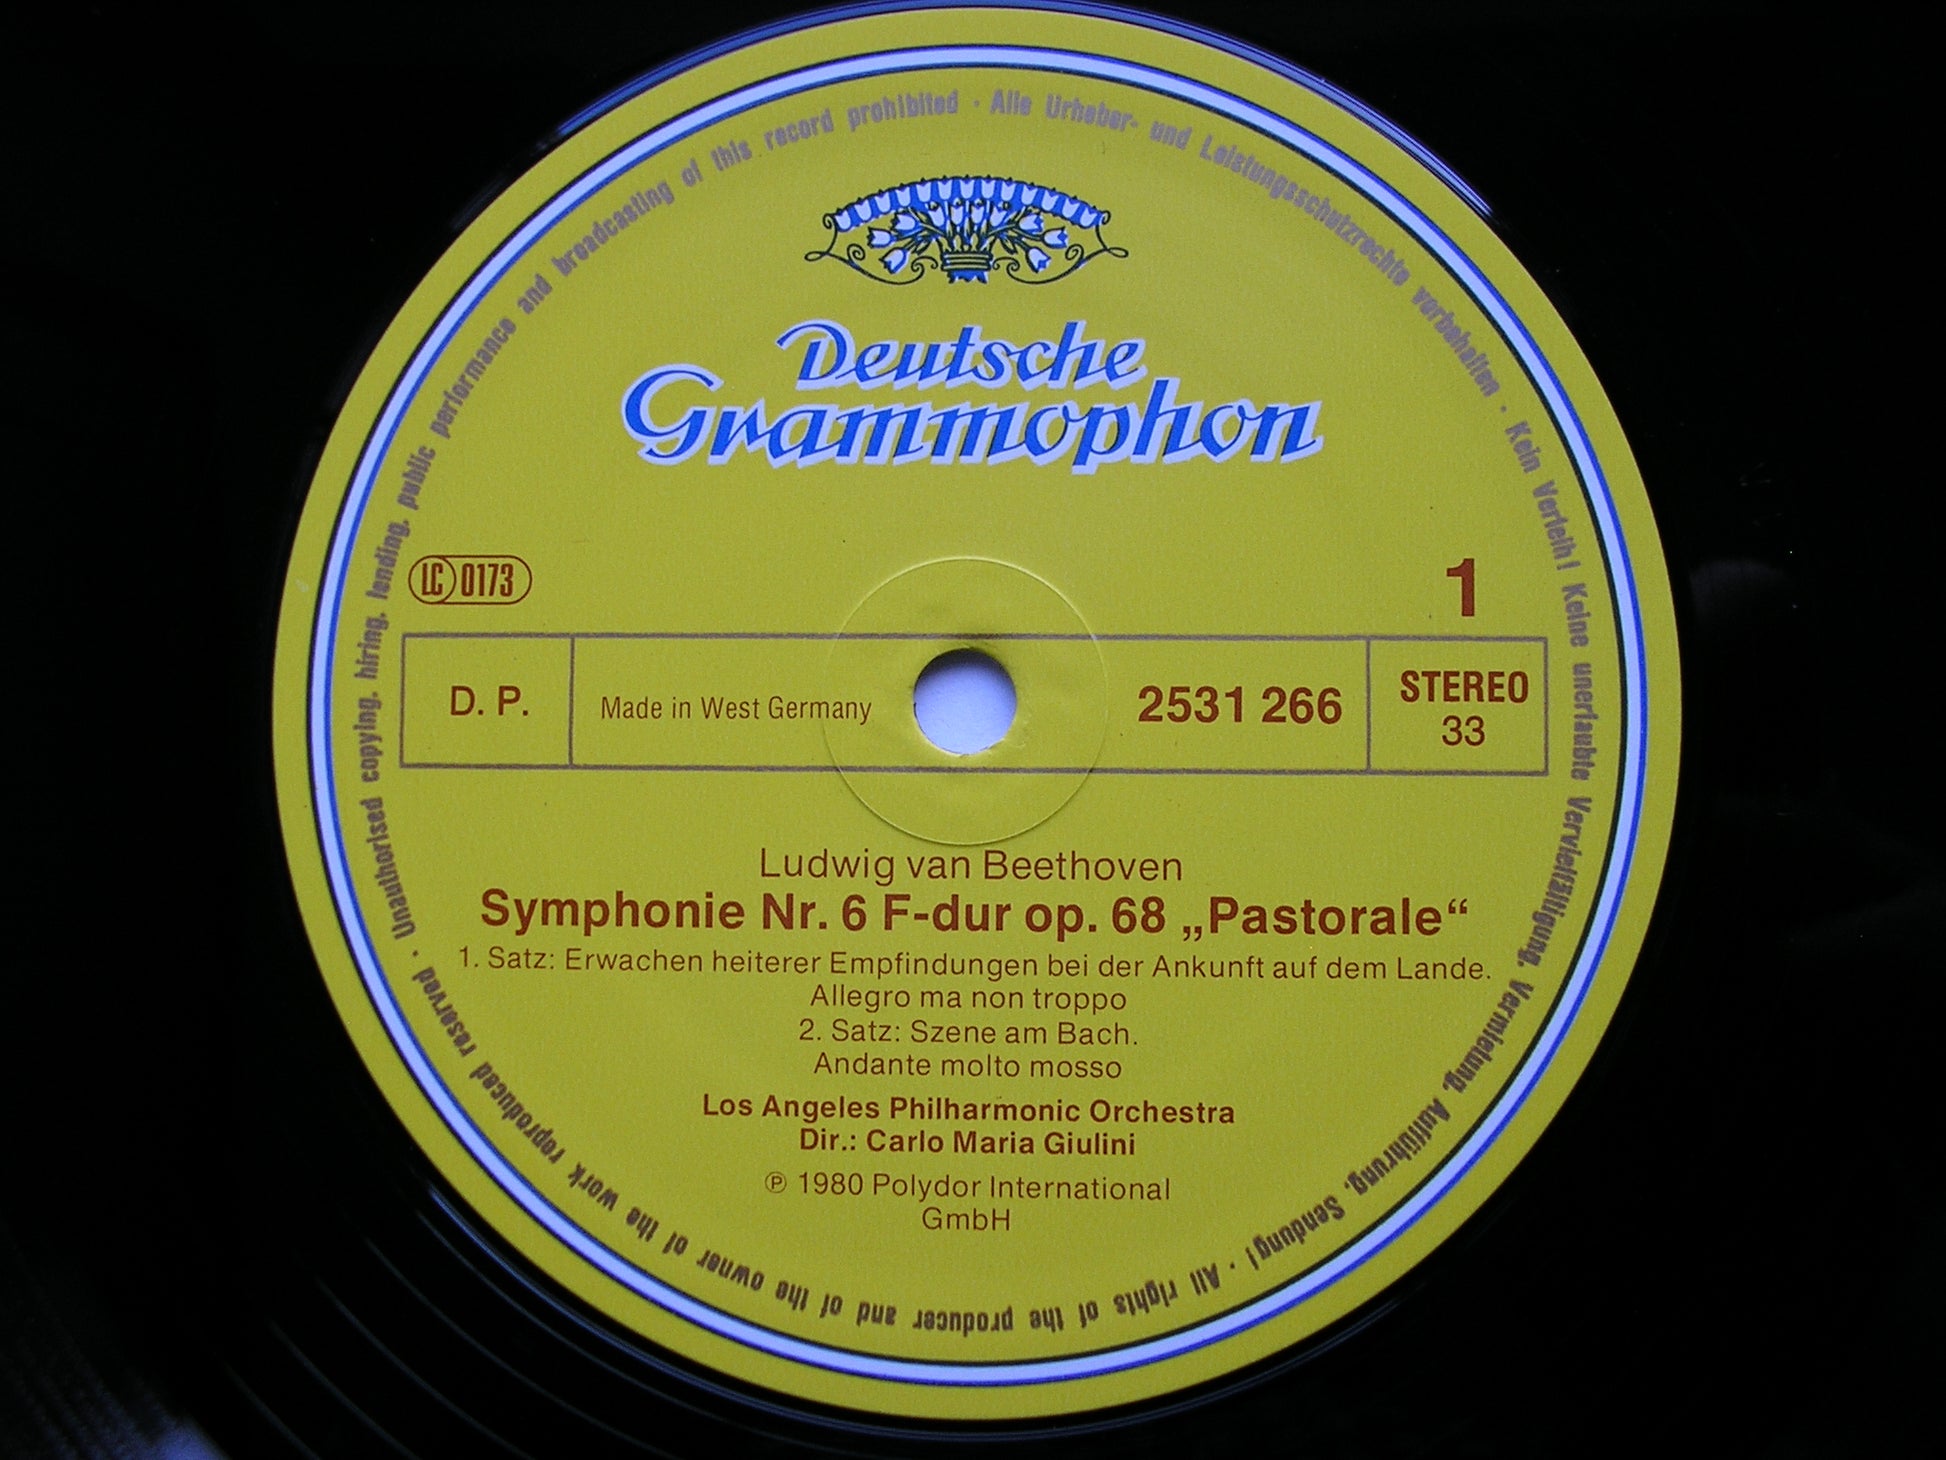 Deutsche
Grammophon
LC 0173
1
D. P.
Made in West Germany
2531 266
STEREO
33
Ludwig van Beethoven
Symphonie Nr. 6 F-dur op. 68 „Pastorale“
1. Satz: Erwachen heiterer Empfindungen bei der Ankunft auf dem Lande.
Allegro ma non troppo
2. Satz: Szene am Bach.
Andante molto mosso
Los Angeles Philharmonic Orchestra
Dir.: Carlo Maria Giulini
℗ 1980 Polydor International
GmbH
Alle Urheber- und Leistungsschutzrechte vorbehalten · Kein Verleih! Keine unerlaubte Vervielfältigung, Vermietung, Aufführung, Sendung! · All rights of the producer and of the owner of the work reproduced reserved · Unauthorised copying, hiring, lending, public performance and broadcasting of this record prohibited ·